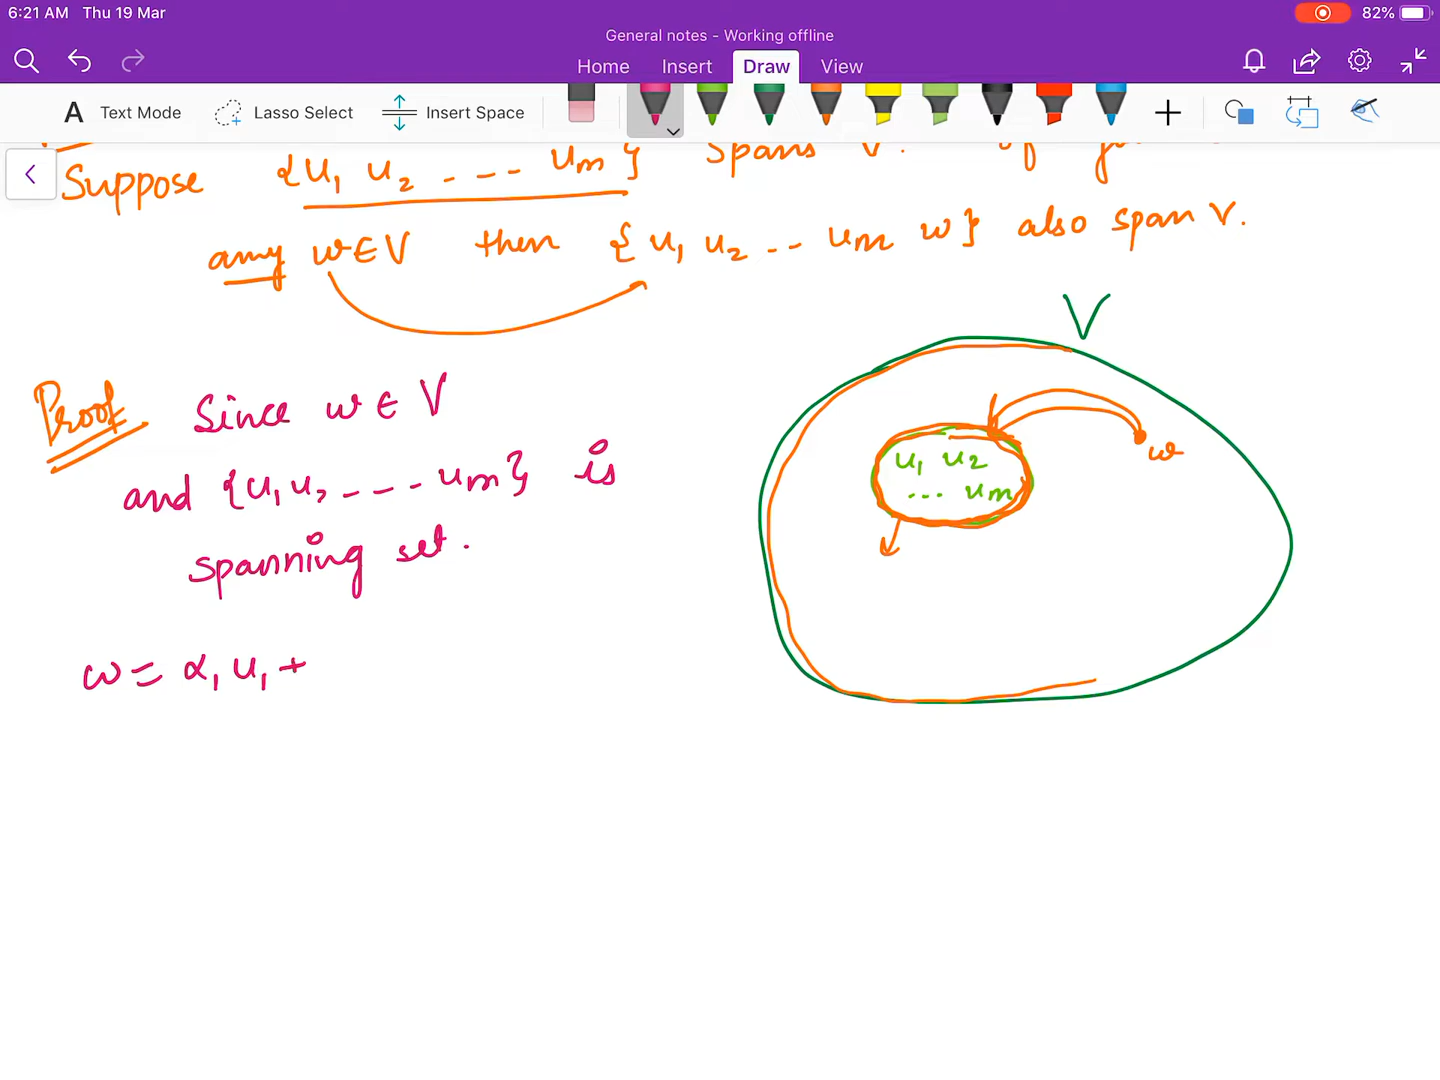 6:21 AM Thu 19 Mar
82%
General notes - Working offline
Home Insert Draw View
A Text Mode Lasso Select Insert Space
Suppose {u₁ u₂ - - - uₘ} spans V.
any w∈V then {u₁ u₂ -- uₘ w} also span V.
V
Proof Since w∈V
and {u₁ u₂ - - - - uₘ} is
spanning set.
w = α₁ u₁ +
u₁ u₂
... uₘ
w